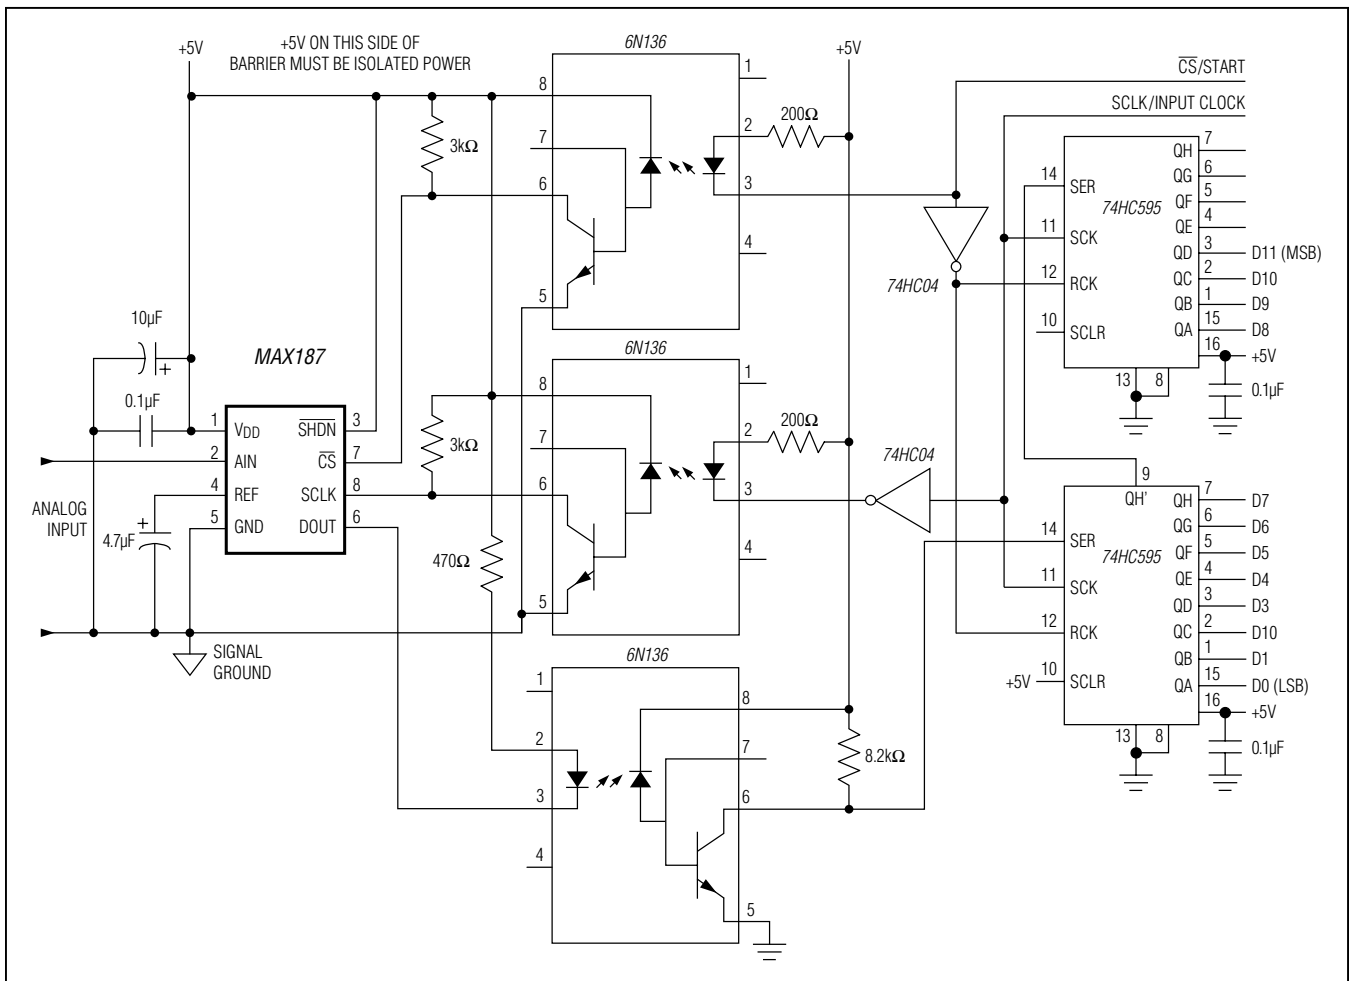 +5V
+5V ON THIS SIDE OF
BARRIER MUST BE ISOLATED POWER
6N136
+5V
CS/START
SCLK/INPUT CLOCK
8
1
7
2
200Ω
3kΩ
6
3
5
4
74HC04
14
SER
11
SCK
12
RCK
10
SCLR
74HC595
QH
7
QG
6
QF
5
QE
4
QD
3
D11 (MSB)
QC
2
D10
QB
1
D9
QA
15
D8
16
+5V
13
8
0.1µF
10µF
0.1µF
MAX187
1
VDD
SHDN
3
2
AIN
CS
7
4
REF
SCLK
8
5
GND
DOUT
6
ANALOG
INPUT
4.7µF
SIGNAL
GROUND
6N136
8
1
7
2
200Ω
3kΩ
6
3
5
4
470Ω
74HC04
9
QH'
14
SER
11
SCK
12
RCK
+5V
10
SCLR
74HC595
QH
7
D7
QG
6
D6
QF
5
D5
QE
4
D4
QD
3
D3
QC
2
D10
QB
1
D1
QA
15
D0 (LSB)
16
+5V
13
8
0.1µF
6N136
1
8
2
7
3
6
4
5
8.2kΩ